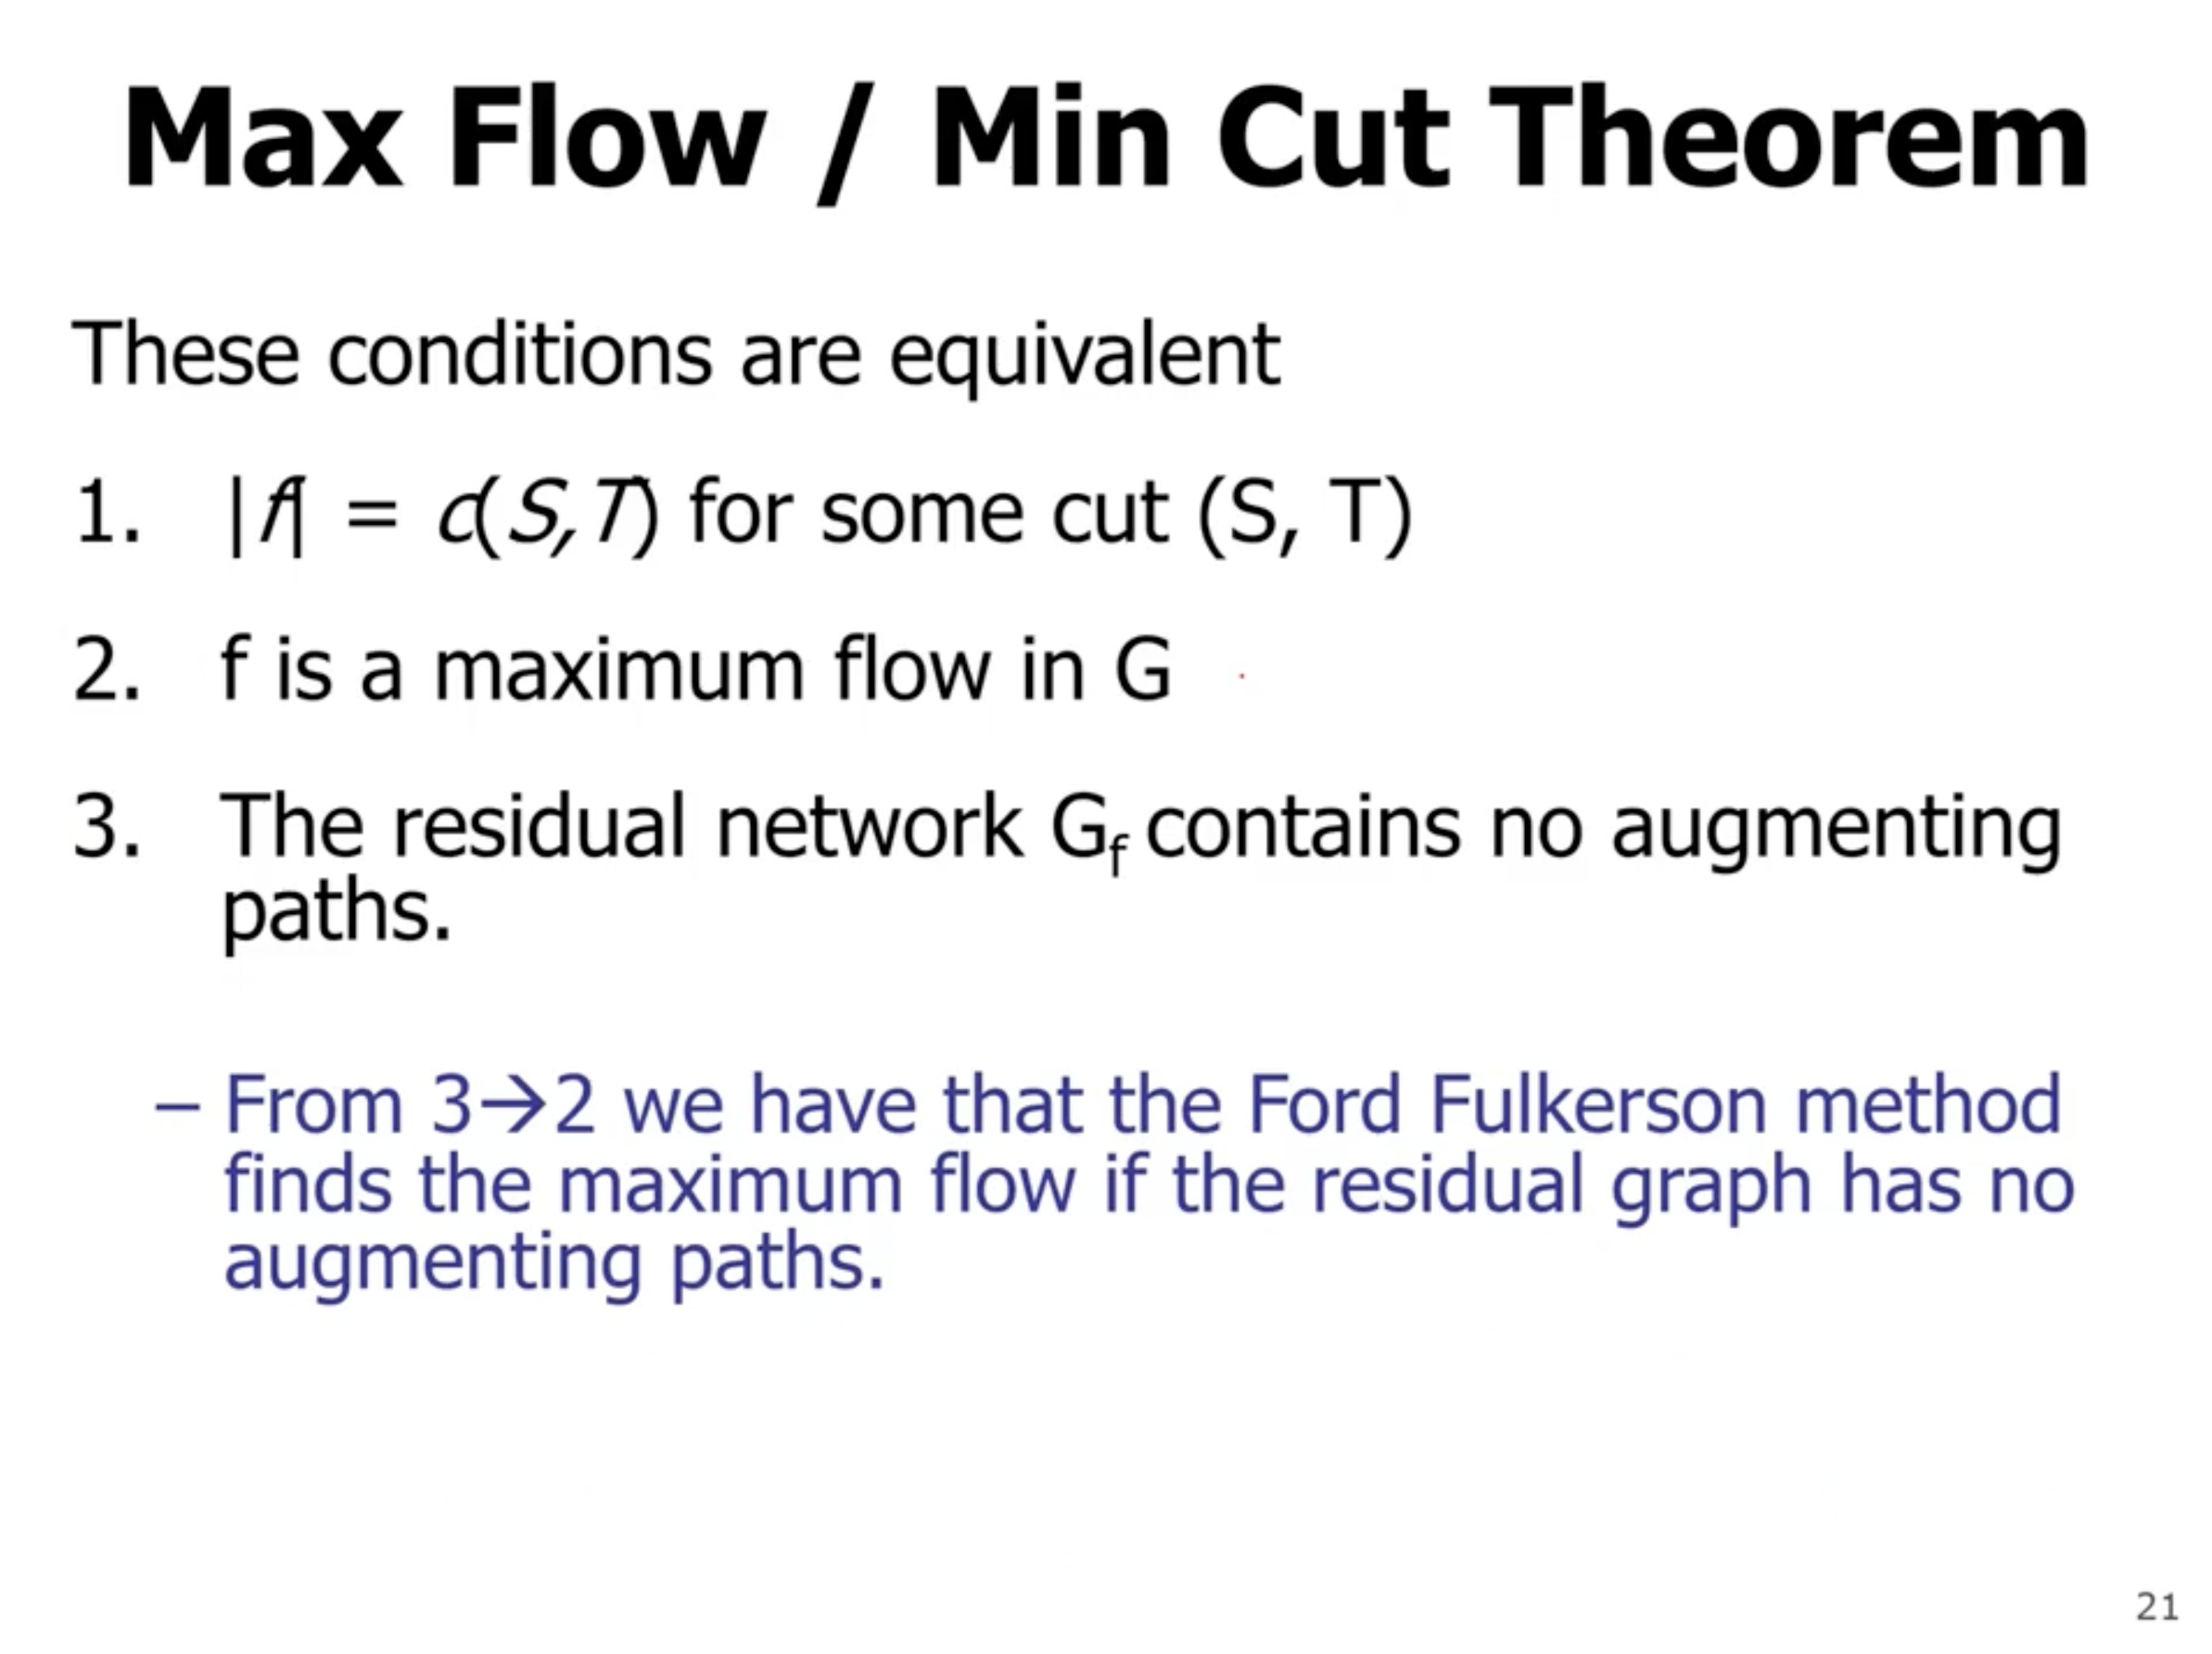 Max Flow / Min Cut Theorem
These conditions are equivalent
1. |f| = c(S,T) for some cut (S, T)
2. f is a maximum flow in G
3. The residual network Gf contains no augmenting
paths.
– From 3→2 we have that the Ford Fulkerson method
finds the maximum flow if the residual graph has no
augmenting paths.
21